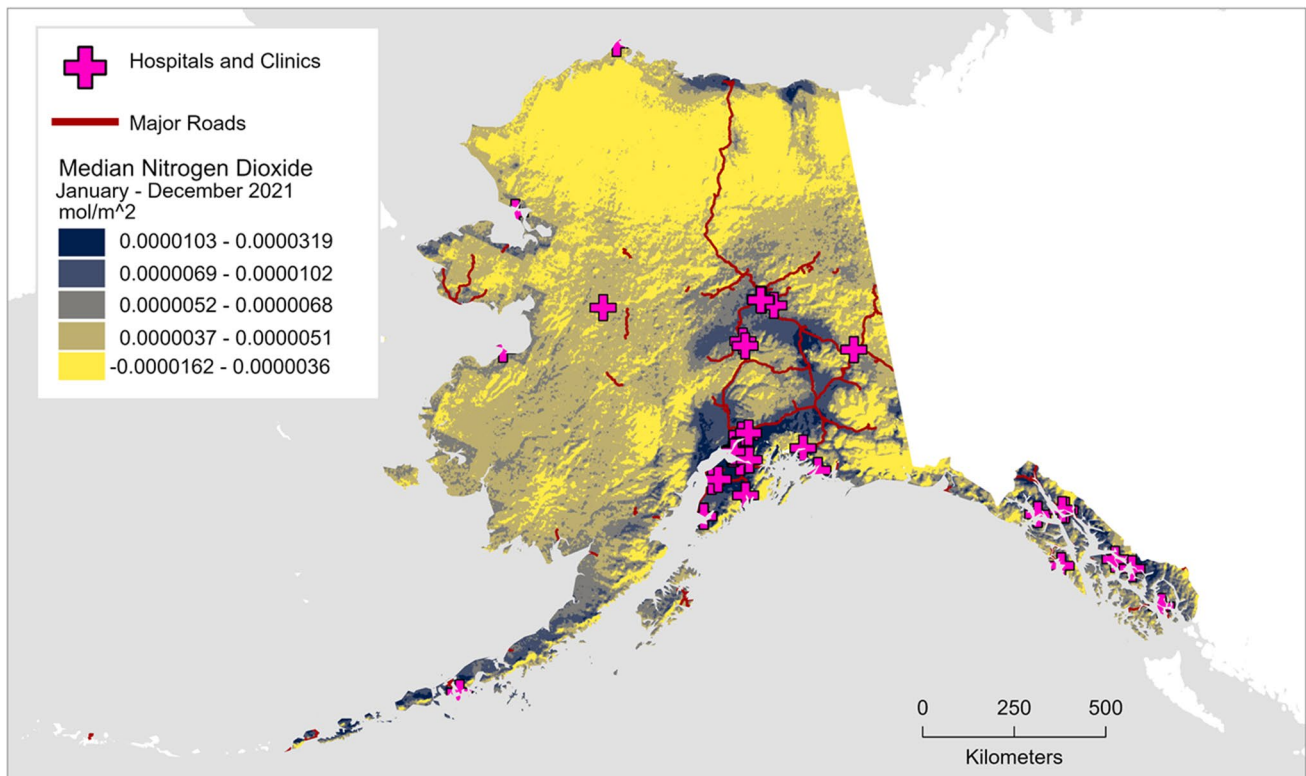 Hospitals and Clinics
Major Roads
Median Nitrogen Dioxide
January - December 2021
mol/m^2
0.0000103 - 0.0000319
0.0000069 - 0.0000102
0.0000052 - 0.0000068
0.0000037 - 0.0000051
-0.0000162 - 0.0000036
0 250 500
Kilometers